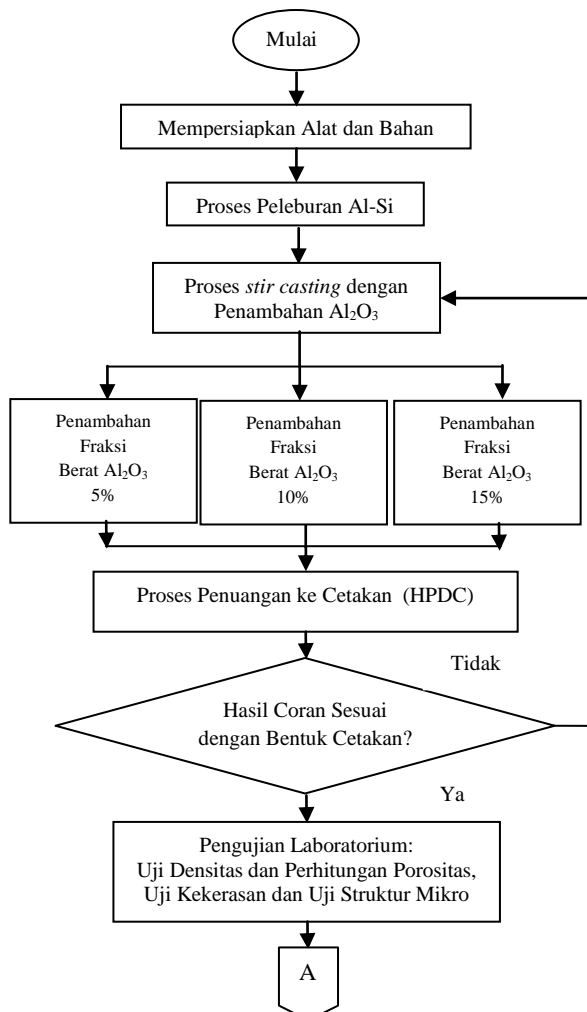 Mulai
Mempersiapkan Alat dan Bahan
Proses Peleburan Al-Si
Proses stir casting dengan
Penambahan Al₂O₃
Penambahan
Fraksi
Berat Al₂O₃
5%
Penambahan
Fraksi
Berat Al₂O₃
10%
Penambahan
Fraksi
Berat Al₂O₃
15%
Proses Penuangan ke Cetakan (HPDC)
Tidak
Hasil Coran Sesuai
dengan Bentuk Cetakan?
Ya
Pengujian Laboratorium:
Uji Densitas dan Perhitungan Porositas,
Uji Kekerasan dan Uji Struktur Mikro
A